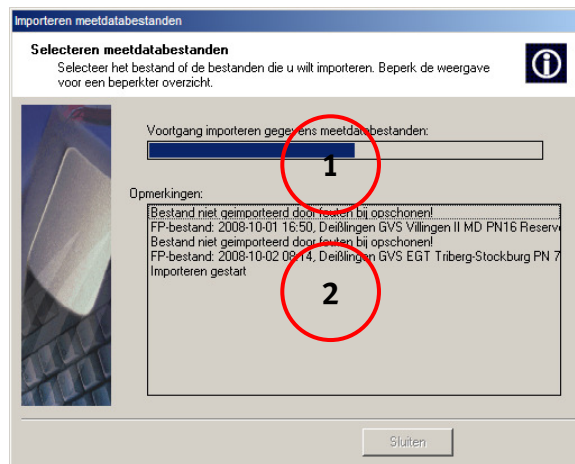 Importeren meetdatabestanden
Selecteren meetdatabestanden
Selecteer het bestand of de bestanden die u wilt importeren. Beperk de weergave
voor een beperkter overzicht.
Voortgang importeren gegevens meetdatabestanden:
1
Opmerkingen:
Bestand niet geimporteerd door fouten bij opschonen!
FP-bestand: 2008-10-01 16:50, Deißlingen GVS Villingen II MD PN16 Reserve
Bestand niet geimporteerd door fouten bij opschonen!
FP-bestand: 2008-10-02 08:14, Deißlingen GVS EGT Triberg-Stockburg PN 7
Importeren gestart
2
Sluiten